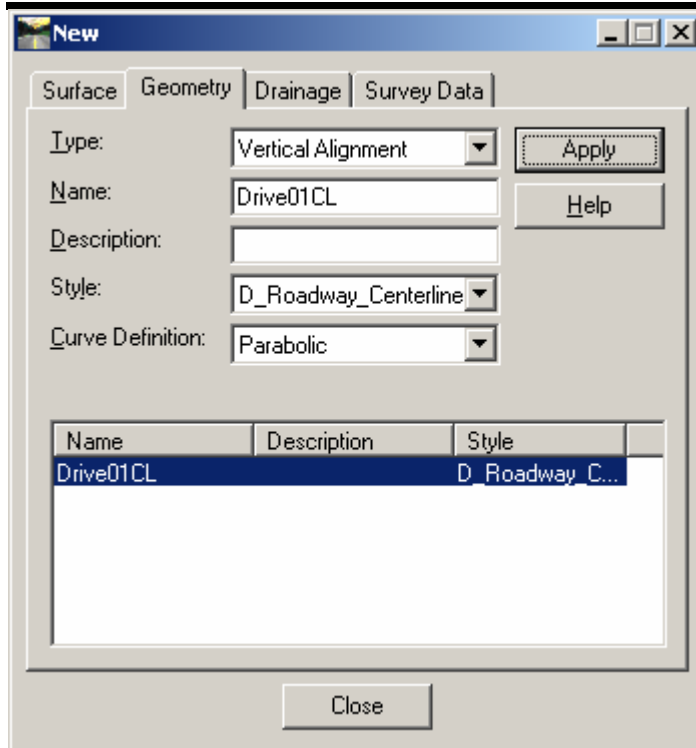 New
Surface Geometry Drainage Survey Data
Type: Vertical Alignment Apply
Name: Drive01CL Help
Description:
Style: D_Roadway_Centerline
Curve Definition: Parabolic
Name Description Style
Drive01CL D_Roadway_C...
Close